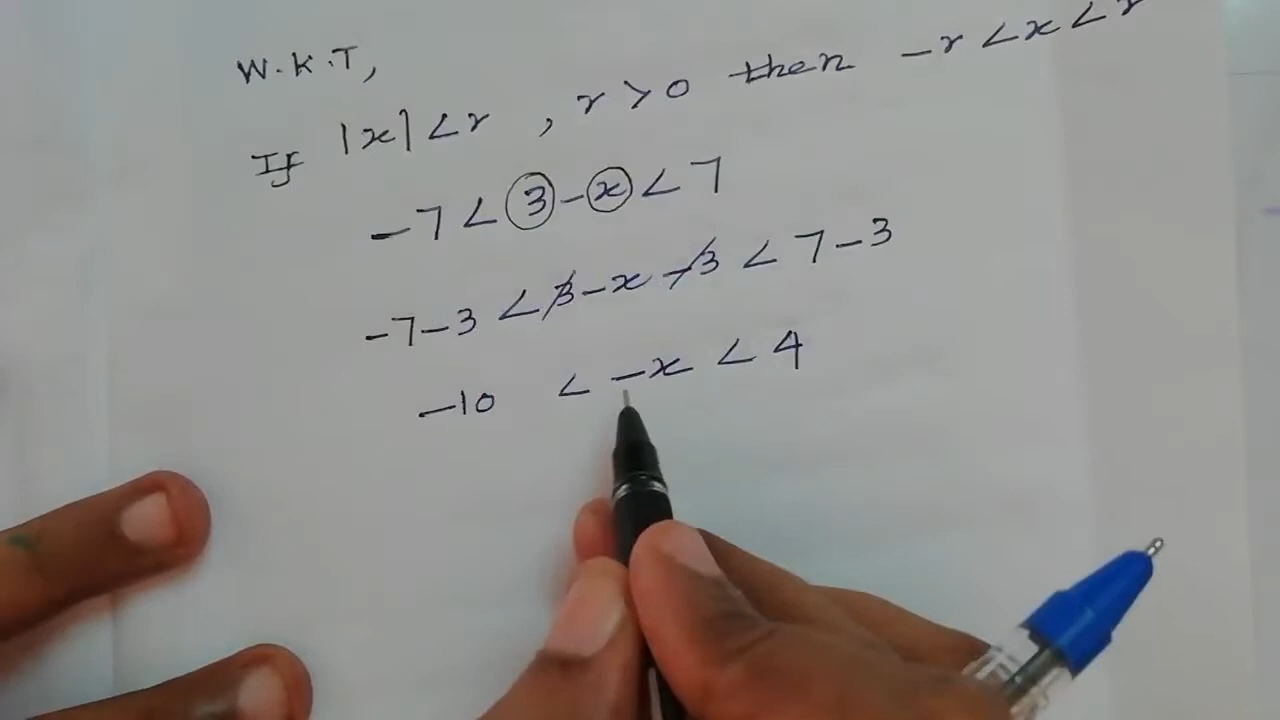 W.K.T,
If |x| < r , r > 0 then -r < x < r
-7 < 3 - x < 7
-7-3 < 3 - x - 3 < 7-3
-10 < -x < 4